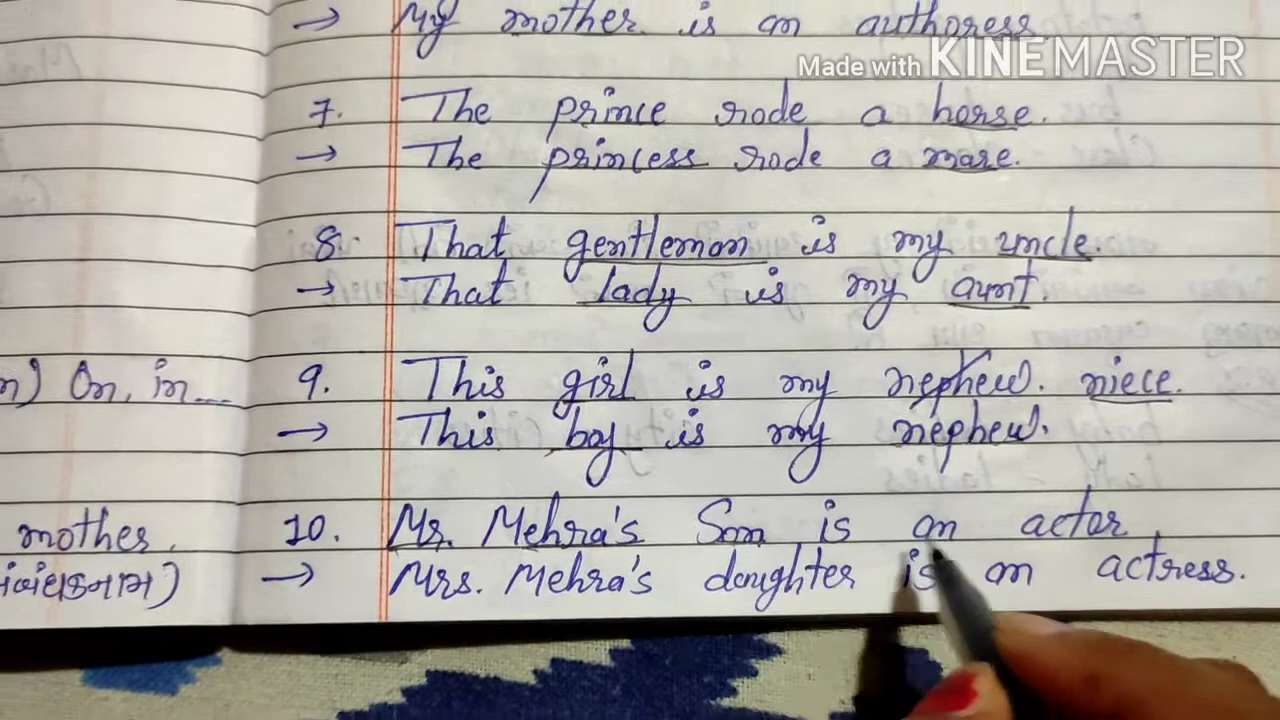 → My mother is an authoress
Made with KINEMASTER
7. The prince rode a horse.
→ The princess rode a mare.
8. That gentleman is my uncle.
→ That lady is my aunt.
n) On, in... 9. This girl is my nephew. niece.
→ This boy is my nephew.
mother. 10. Mr. Mehra's Son is an actor.
→ Mrs. Mehra's daughter is an actress.